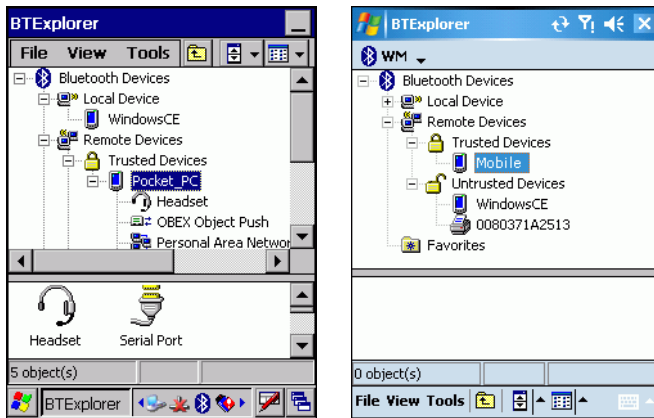 BTExplorer
File View Tools
Bluetooth Devices
Local Device
WindowsCE
Remote Devices
Trusted Devices
Pocket_PC
Headset
OBEX Object Push
Personal Area Networ
Headset Serial Port
5 object(s)
BTExplorer
BTExplorer
WM
Bluetooth Devices
Local Device
Remote Devices
Trusted Devices
Mobile
Untrusted Devices
WindowsCE
0080371A2513
Favorites
0 object(s)
File View Tools